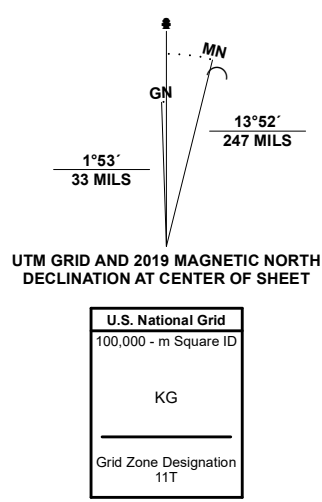 MN
GN
13°52´
247 MILS
1°53´
33 MILS
UTM GRID AND 2019 MAGNETIC NORTH
DECLINATION AT CENTER OF SHEET
U.S. National Grid
100,000 - m Square ID
KG
Grid Zone Designation
11T